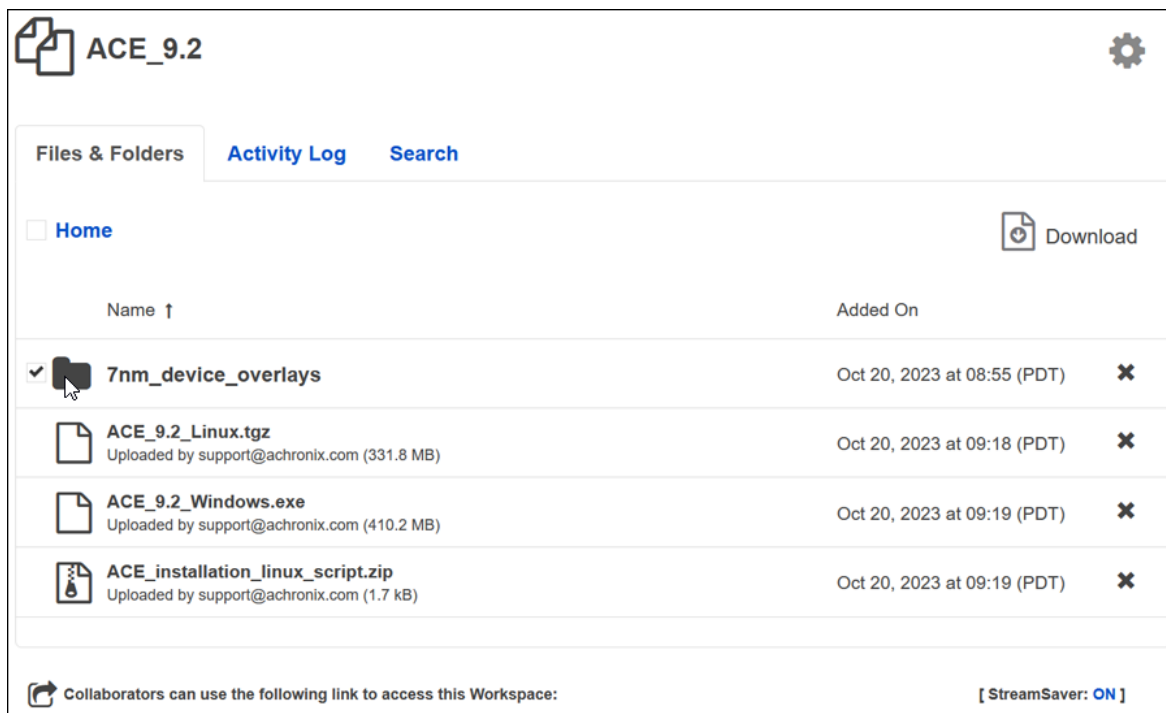 ACE_9.2
Files & Folders Activity Log Search
Home Download
Name ↑ Added On
7nm_device_overlays Oct 20, 2023 at 08:55 (PDT)
ACE_9.2_Linux.tgz
Uploaded by support@achronix.com (331.8 MB) Oct 20, 2023 at 09:18 (PDT)
ACE_9.2_Windows.exe
Uploaded by support@achronix.com (410.2 MB) Oct 20, 2023 at 09:19 (PDT)
ACE_installation_linux_script.zip
Uploaded by support@achronix.com (1.7 kB) Oct 20, 2023 at 09:19 (PDT)
Collaborators can use the following link to access this Workspace: [ StreamSaver: ON ]